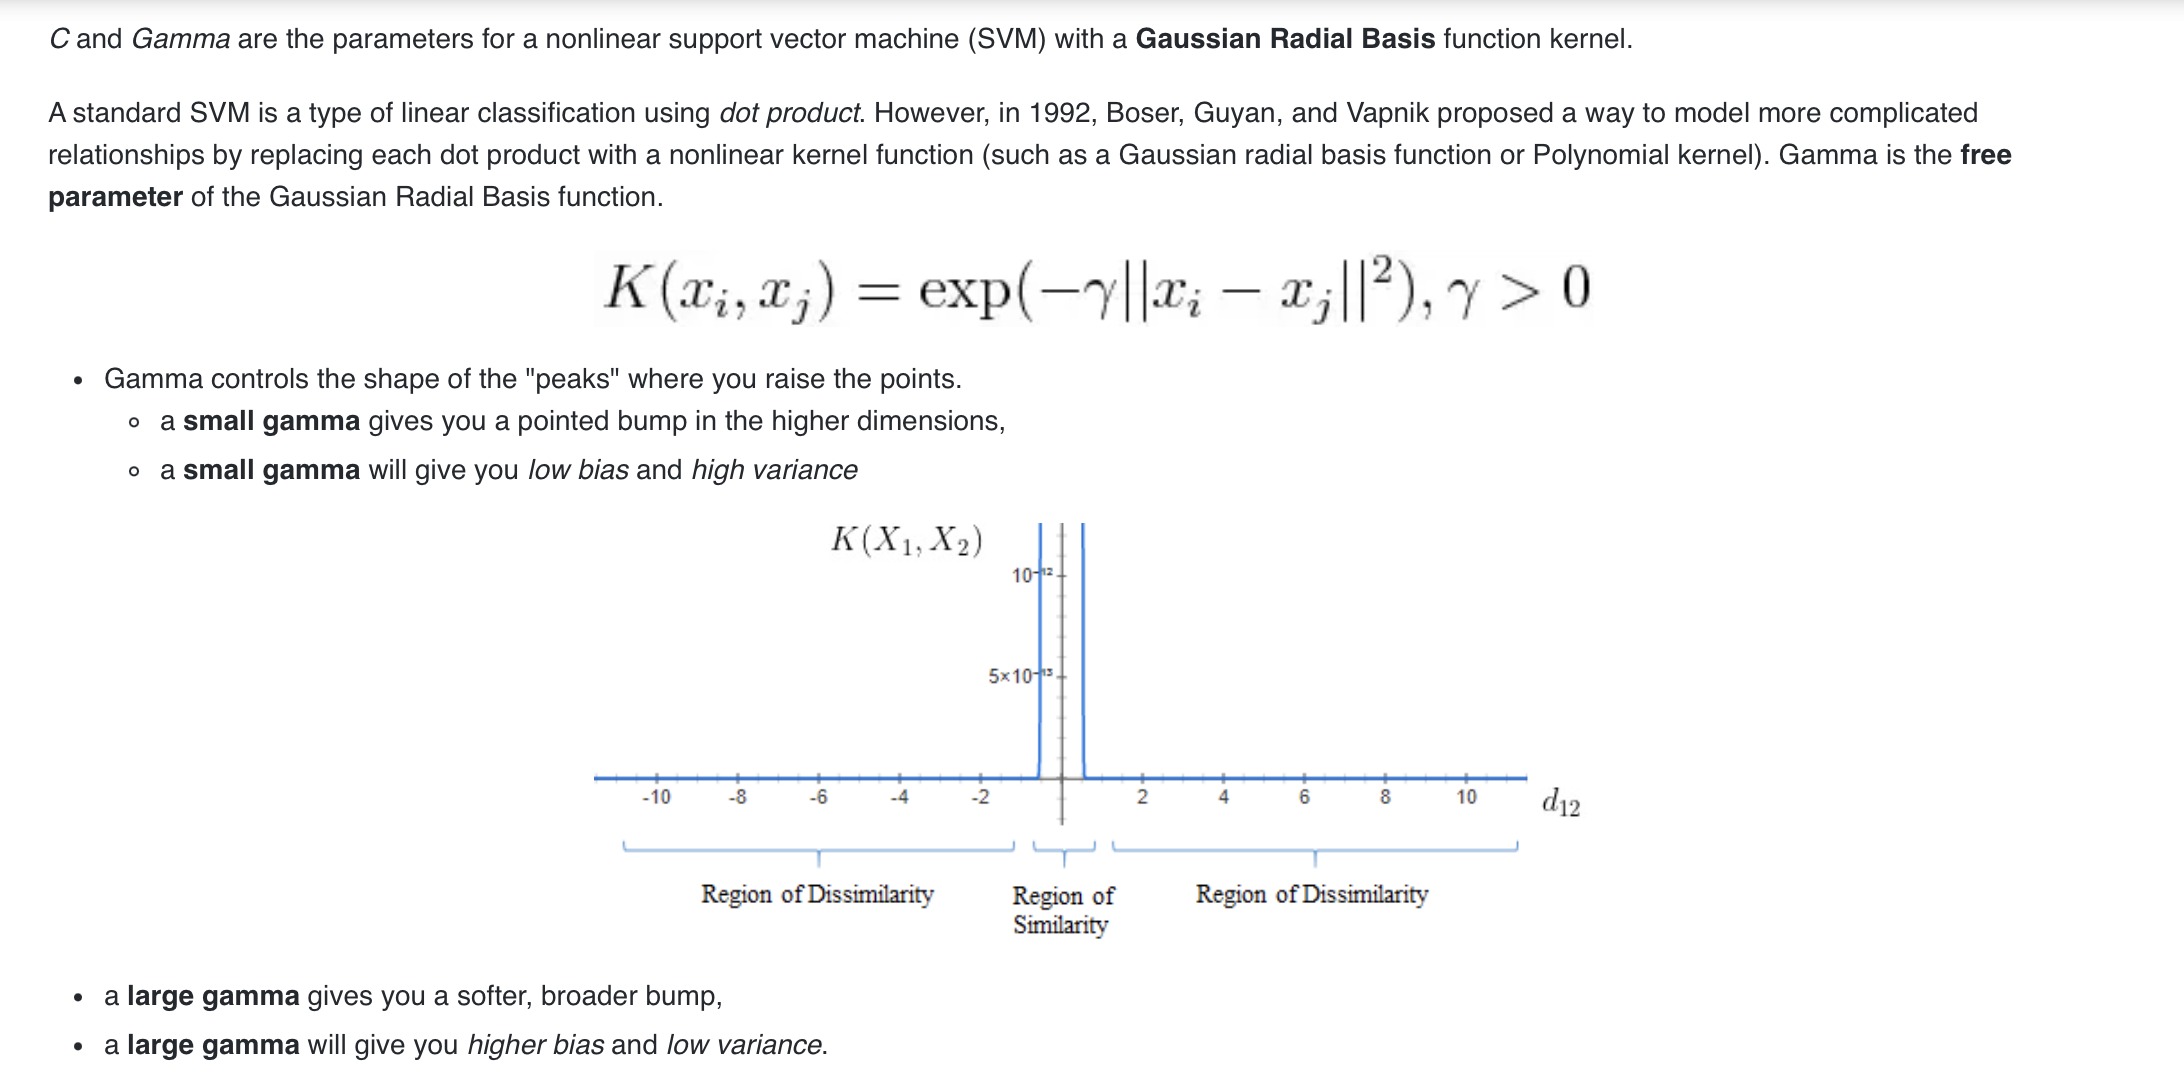 C and Gamma are the parameters for a nonlinear support vector machine (SVM) with a Gaussian Radial Basis function kernel.
A standard SVM is a type of linear classification using dot product. However, in 1992, Boser, Guyan, and Vapnik proposed a way to model more complicated
relationships by replacing each dot product with a nonlinear kernel function (such as a Gaussian radial basis function or Polynomial kernel). Gamma is the free
parameter of the Gaussian Radial Basis function.
K(xᵢ, xⱼ) = exp(−γ||xᵢ − xⱼ||²), γ > 0
• Gamma controls the shape of the "peaks" where you raise the points.
◦ a small gamma gives you a pointed bump in the higher dimensions,
◦ a small gamma will give you low bias and high variance
K(X₁, X₂)
10⁻¹²
5×10⁻¹³
-10 -8 -6 -4 -2 2 4 6 8 10 d₁₂
Region of Dissimilarity Region of Similarity Region of Dissimilarity
• a large gamma gives you a softer, broader bump,
• a large gamma will give you higher bias and low variance.